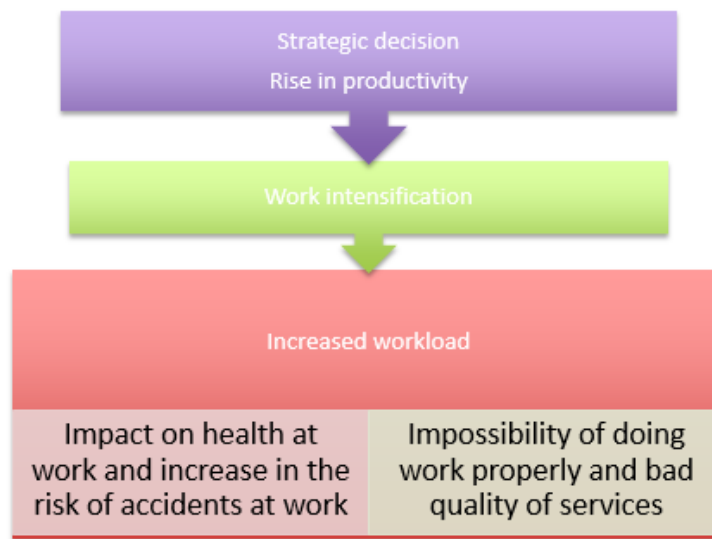 Strategic decision
Rise in productivity
Work intensification
Increased workload
Impact on health at
work and increase in the
risk of accidents at work
Impossibility of doing
work properly and bad
quality of services